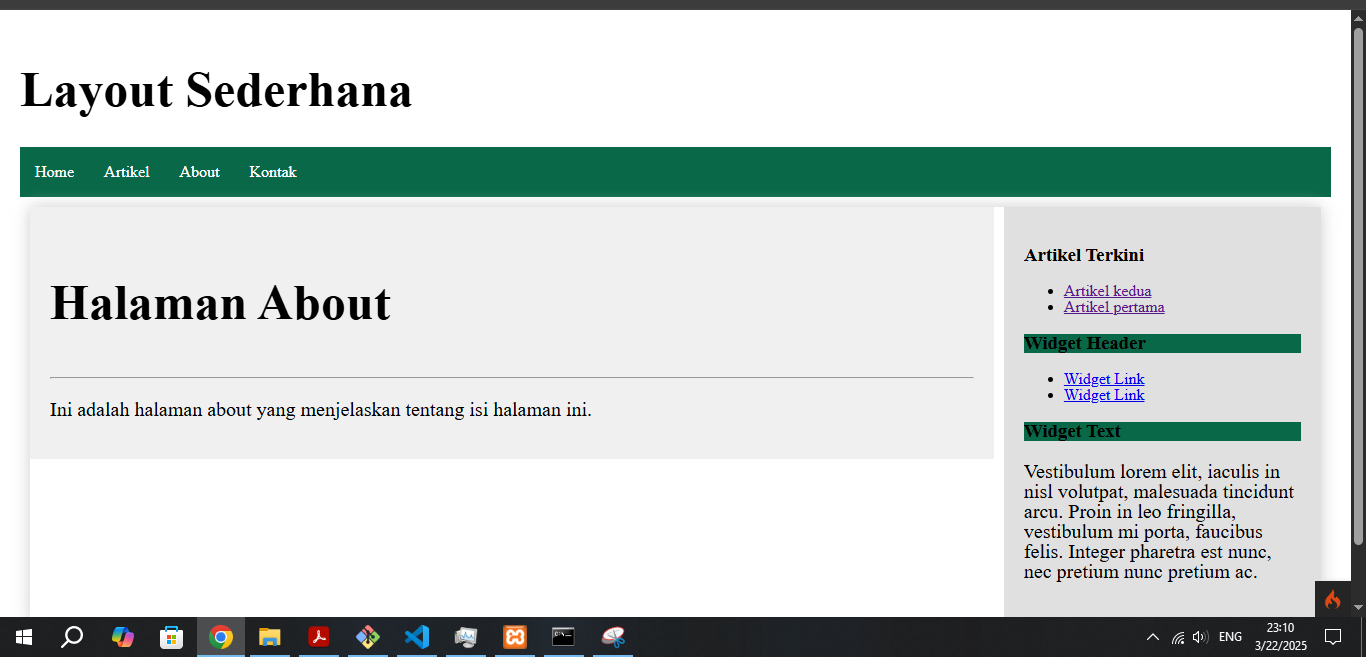 Layout Sederhana
Home Artikel About Kontak
Halaman About
Ini adalah halaman about yang menjelaskan tentang isi halaman ini.
Artikel Terkini
Artikel kedua
Artikel pertama
Widget Header
Widget Link
Widget Link
Widget Text
Vestibulum lorem elit, iaculis in
nisl volutpat, malesuada tincidunt
arcu. Proin in leo fringilla,
vestibulum mi porta, faucibus
felis. Integer pharetra est nunc,
nec pretium nunc pretium ac.
ENG
23:10
3/22/2025